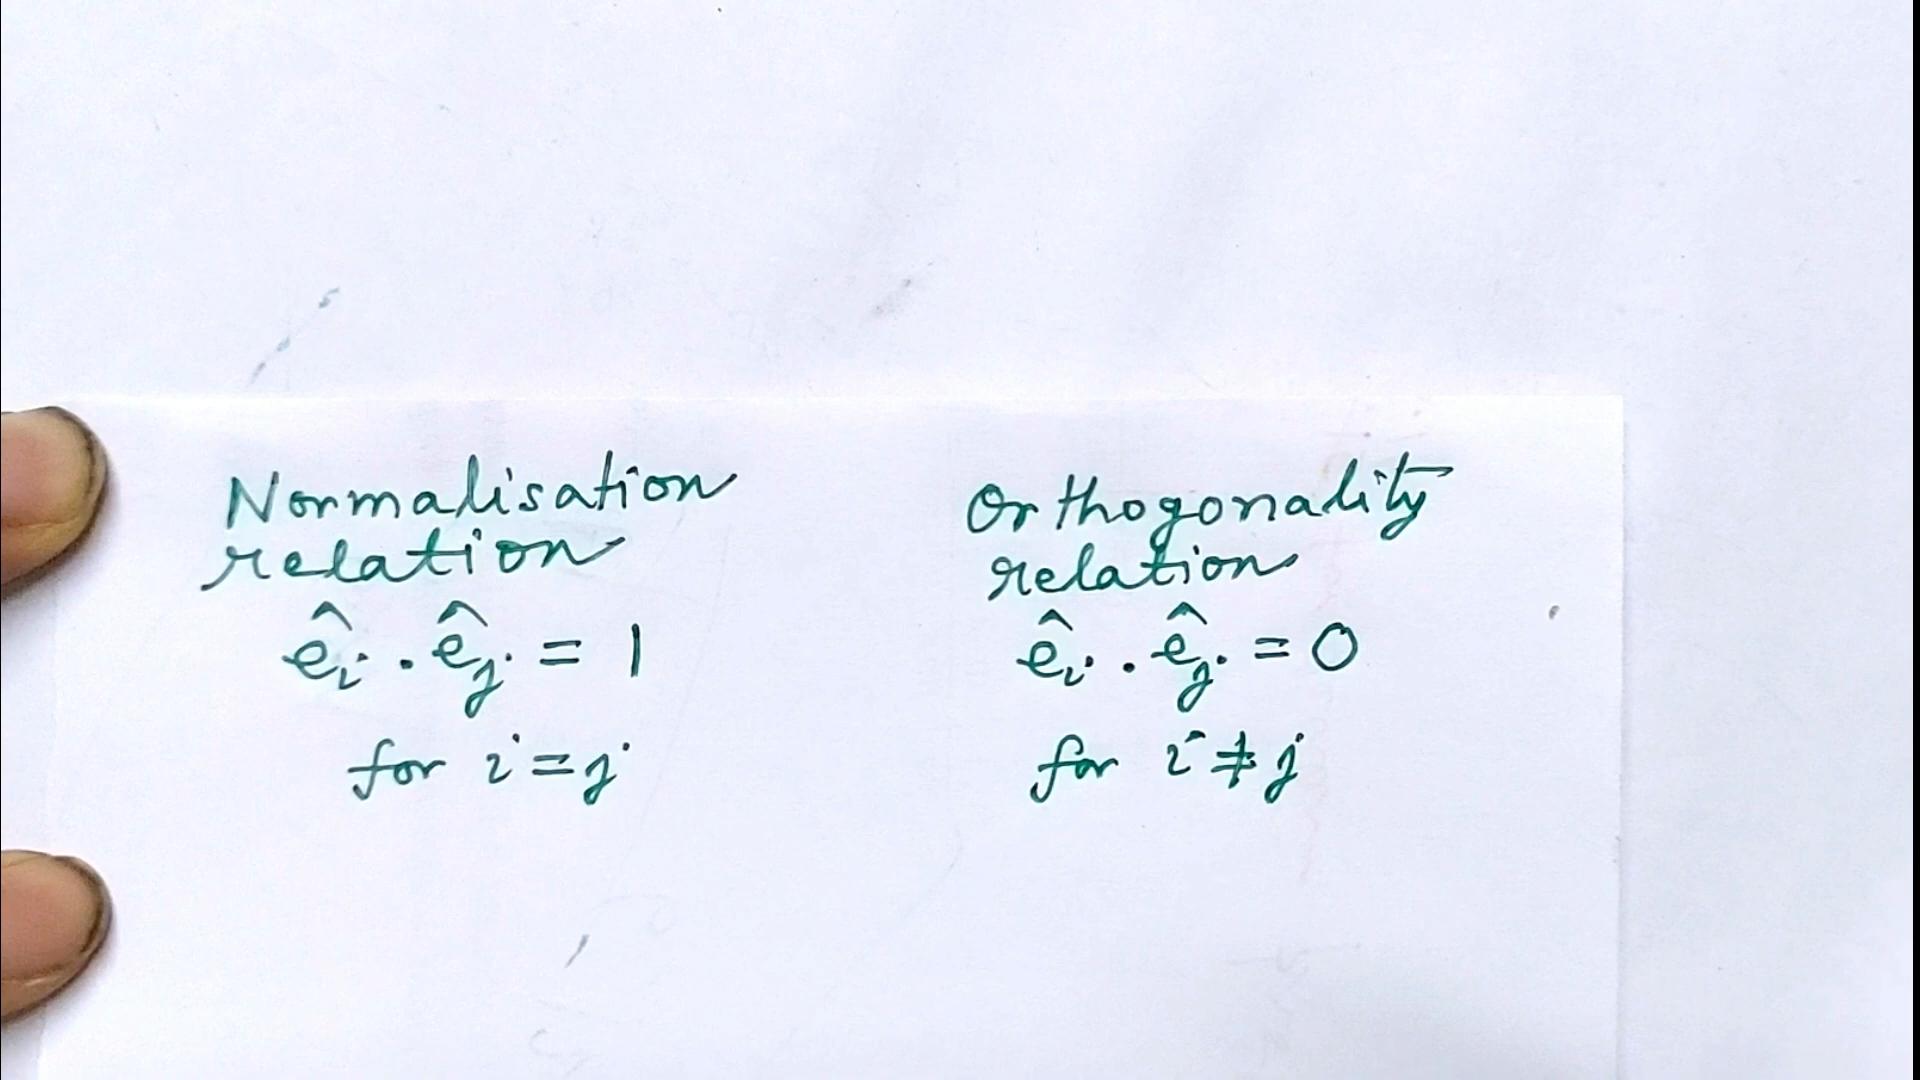 Normalisation
relation
êᵢ · êⱼ = 1
for i = j
Orthogonality
relation
êᵢ · êⱼ = 0
for i ≠ j